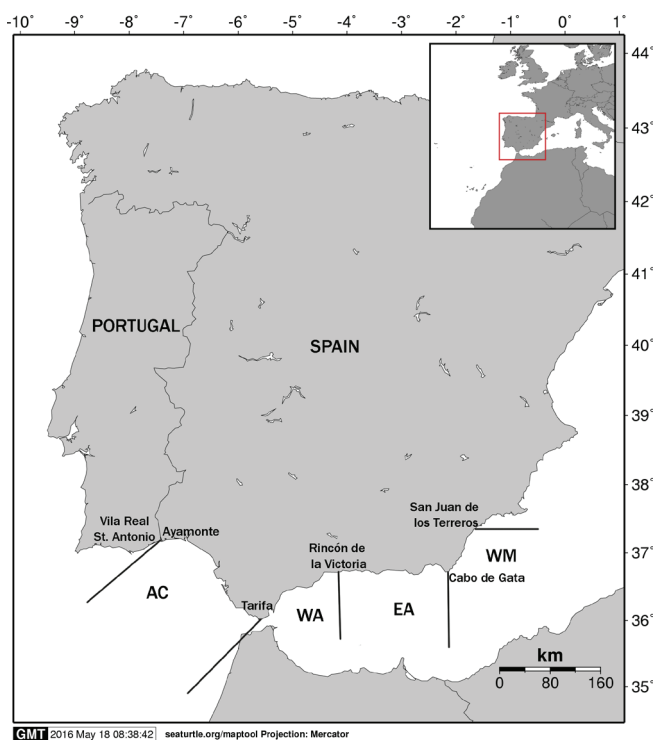 -10° -9° -8° -7° -6° -5° -4° -3° -2° -1° 0° 1°
44°
43°
42°
41°
PORTUGAL
SPAIN
40°
39°
38°
San Juan de
los Terreros
Vila Real
St. Antonio
Ayamonte
Rincón de
la Victoria
37°
WM
Cabo de Gata
AC
Tarifa
WA
EA
36°
km
0 80 160
35°
GMT 2016 May 18 08:38:42 seaturtle.org/maptool Projection: Mercator